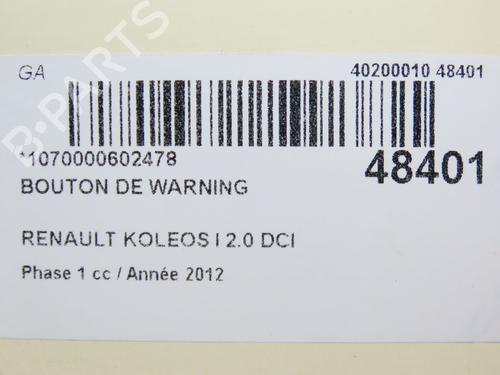 GA
40200010 48401
*1070000602478
48401
BOUTON DE WARNING
RENAULT KOLEOS I 2.0 DCI
Phase 1 cc / Année 2012
B-PARTS